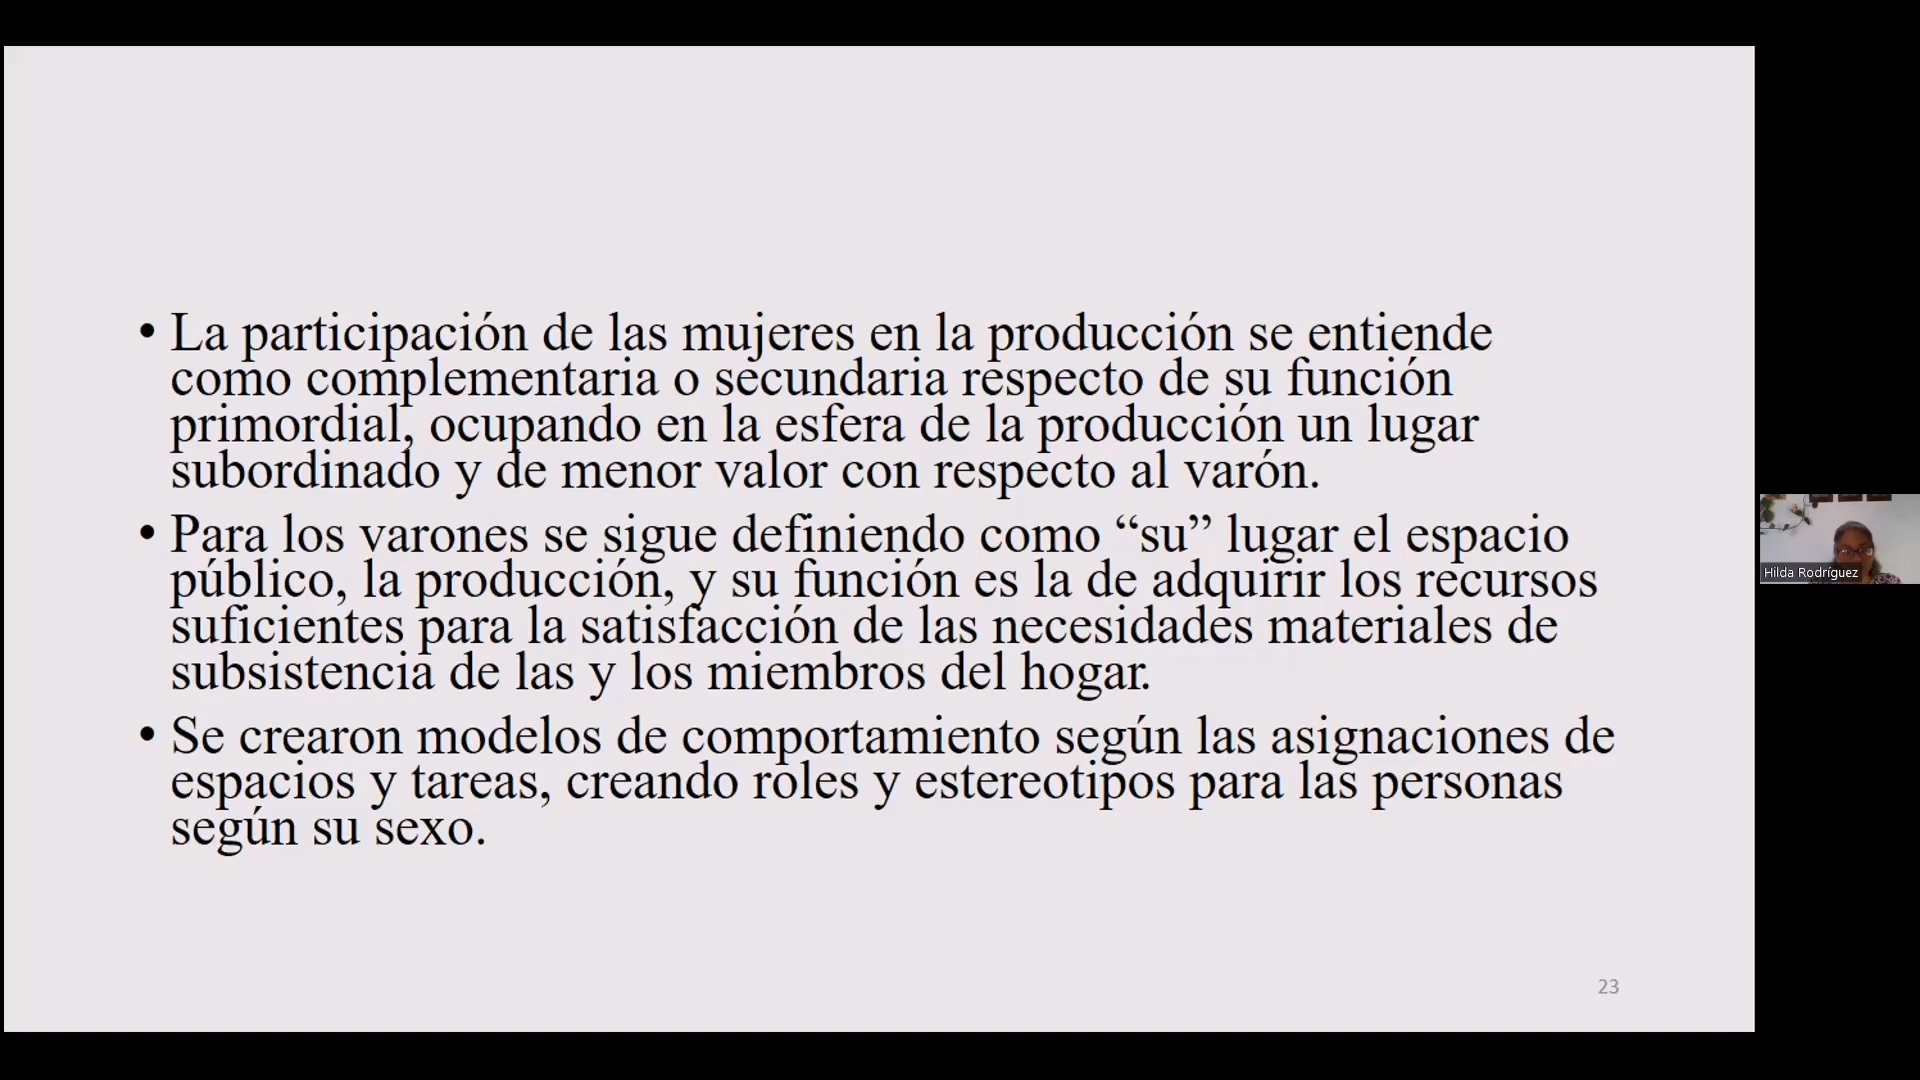 • La participación de las mujeres en la producción se entiende
como complementaria o secundaria respecto de su función
primordial, ocupando en la esfera de la producción un lugar
subordinado y de menor valor con respecto al varón.
• Para los varones se sigue definiendo como “su” lugar el espacio
público, la producción, y su función es la de adquirir los recursos
suficientes para la satisfacción de las necesidades materiales de
subsistencia de las y los miembros del hogar.
• Se crearon modelos de comportamiento según las asignaciones de
espacios y tareas, creando roles y estereotipos para las personas
según su sexo.
23
Hilda Rodríguez